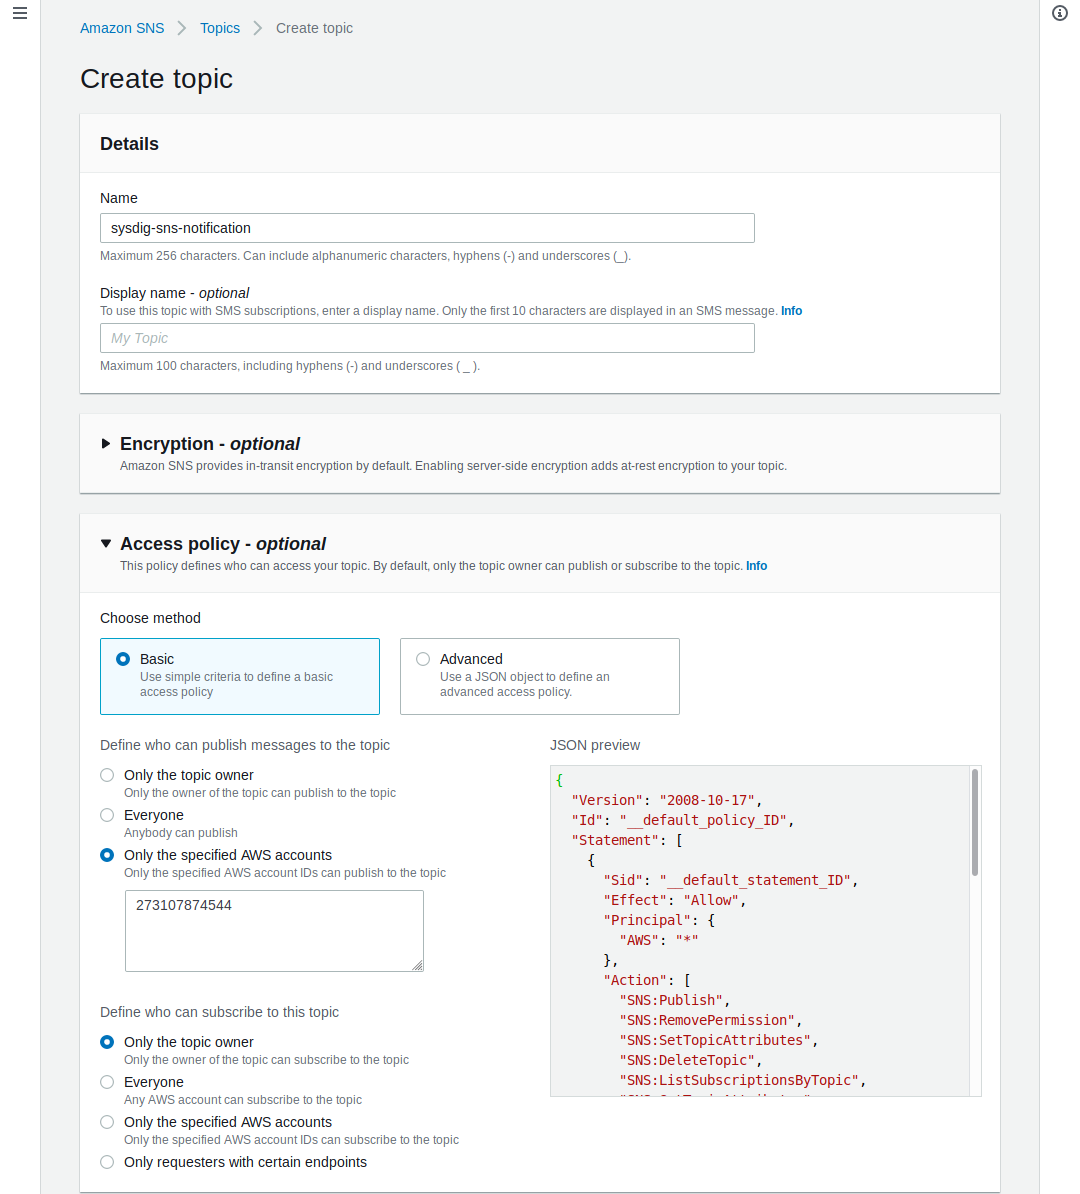 Amazon SNS > Topics > Create topic
Create topic
Details
Name
sysdig-sns-notification
Maximum 256 characters. Can include alphanumeric characters, hyphens (-) and underscores (_).
Display name - optional
To use this topic with SMS subscriptions, enter a display name. Only the first 10 characters are displayed in an SMS message. Info
My Topic
Maximum 100 characters, including hyphens (-) and underscores ( _ ).
Encryption - optional
Amazon SNS provides in-transit encryption by default. Enabling server-side encryption adds at-rest encryption to your topic.
Access policy - optional
This policy defines who can access your topic. By default, only the topic owner can publish or subscribe to the topic. Info
Choose method
Basic
Use simple criteria to define a basic
access policy
Advanced
Use a JSON object to define an
advanced access policy.
Define who can publish messages to the topic
Only the topic owner
Only the owner of the topic can publish to the topic
Everyone
Anybody can publish
Only the specified AWS accounts
Only the specified AWS account IDs can publish to the topic
273107874544
Define who can subscribe to this topic
Only the topic owner
Only the owner of the topic can subscribe to the topic
Everyone
Any AWS account can subscribe to the topic
Only the specified AWS accounts
Only the specified AWS account IDs can subscribe to the topic
Only requesters with certain endpoints
JSON preview
{
"Version": "2008-10-17",
"Id": "__default_policy_ID",
"Statement": [
{
"Sid": "__default_statement_ID",
"Effect": "Allow",
"Principal": {
"AWS": "*"
},
"Action": [
"SNS:Publish",
"SNS:RemovePermission",
"SNS:SetTopicAttributes",
"SNS:DeleteTopic",
"SNS:ListSubscriptionsByTopic",